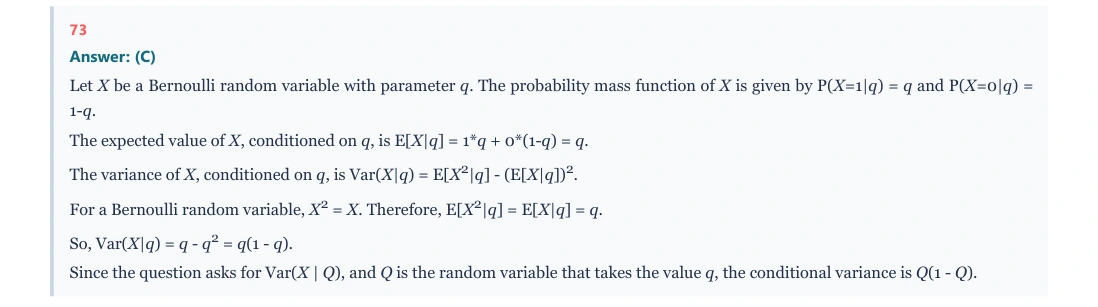 73
Answer: (C)
Let X be a Bernoulli random variable with parameter q. The probability mass function of X is given by P(X=1|q) = q and P(X=0|q) =
1-q.
The expected value of X, conditioned on q, is E[X|q] = 1*q + 0*(1-q) = q.
The variance of X, conditioned on q, is Var(X|q) = E[X²|q] - (E[X|q])².
For a Bernoulli random variable, X² = X. Therefore, E[X²|q] = E[X|q] = q.
So, Var(X|q) = q - q² = q(1 - q).
Since the question asks for Var(X | Q), and Q is the random variable that takes the value q, the conditional variance is Q(1 - Q).